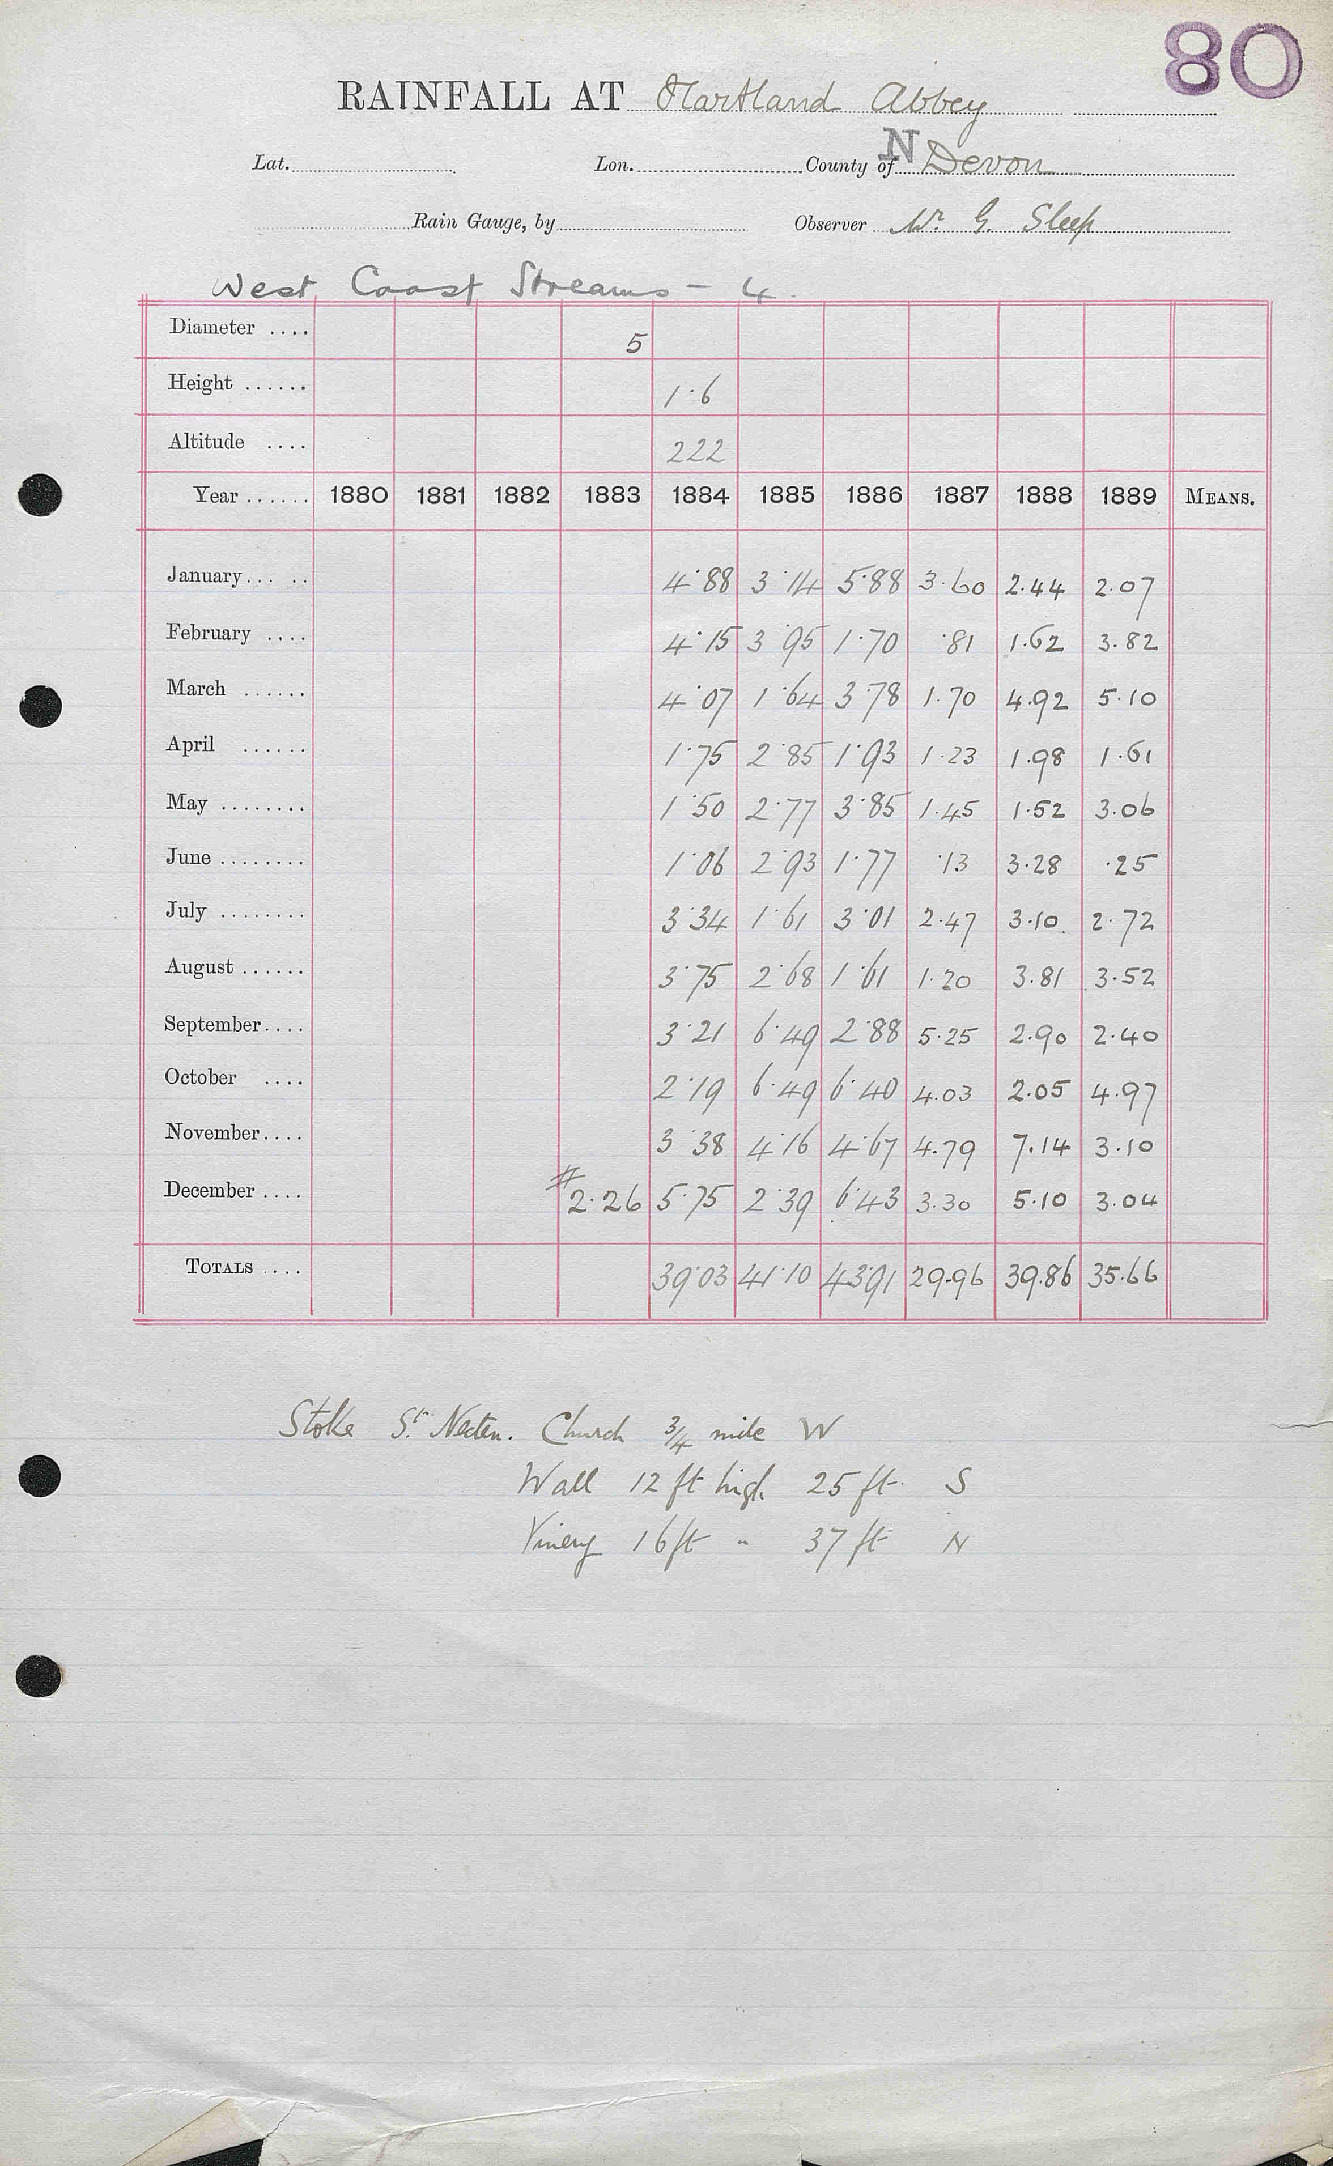 80
RAINFALL AT Hartland Abbey
Lat. Lon. County of N Devon
Rain Gauge, by Observer Mr G Sleep
West Coast Streams - 4.
Diameter .... 5
Height ...... 1.6
Altitude .... 222
Year ...... 1880 1881 1882 1883 1884 1885 1886 1887 1888 1889 MEANS.
January... .. 4.88 3.14 5.88 3.60 2.44 2.07
February .... 4.15 3.95 1.70 .81 1.62 3.82
March ...... 4.07 1.64 3.78 1.70 4.92 5.10
April ...... 1.75 2.85 1.93 1.23 1.98 1.61
May ........ 1.50 2.77 3.85 1.45 1.52 3.06
June ........ 1.06 2.93 1.77 .13 3.28 .25
July ........ 3.34 1.61 3.01 2.47 3.10 2.72
August ...... 3.75 2.68 1.61 1.20 3.81 3.52
September.... 3.21 6.49 2.88 5.25 2.90 2.40
October .... 2.19 6.49 6.40 4.03 2.05 4.97
November.... 3.38 4.16 4.67 4.79 7.14 3.10
December .... # 2.26 5.75 2.39 6.43 3.30 5.10 3.04
TOTALS .... 39.03 41.10 43.91 29.96 39.86 35.66
Stoke St. Necten. Church 3/4 mile W
Wall 12 ft high 25 ft. S
Vinery 16 ft " 37 ft N